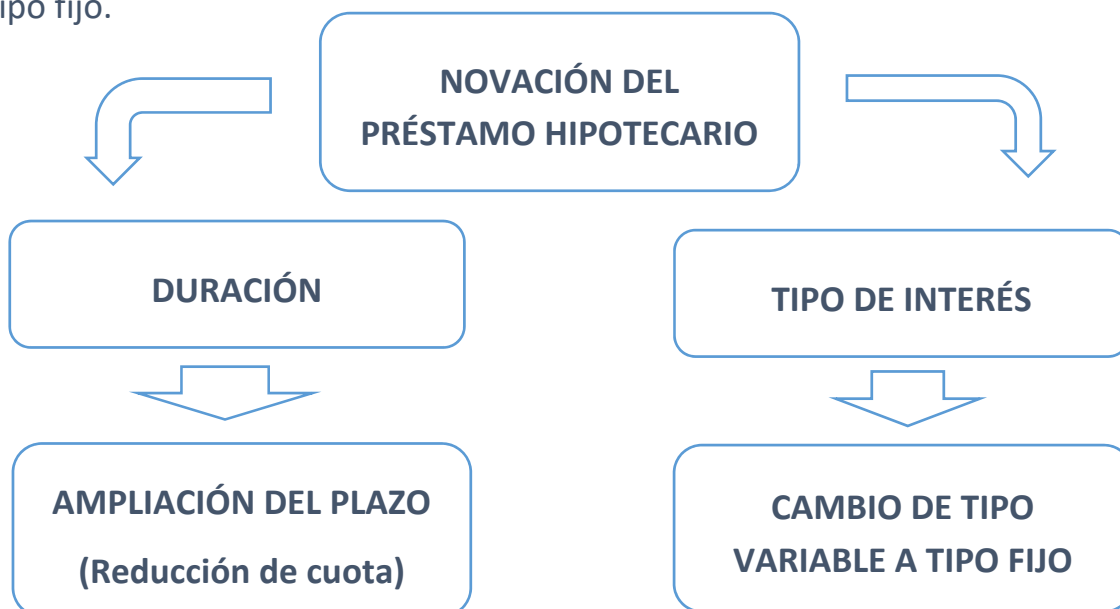 tipo fijo.
NOVACIÓN DEL
PRÉSTAMO HIPOTECARIO
DURACIÓN
TIPO DE INTERÉS
AMPLIACIÓN DEL PLAZO
(Reducción de cuota)
CAMBIO DE TIPO
VARIABLE A TIPO FIJO